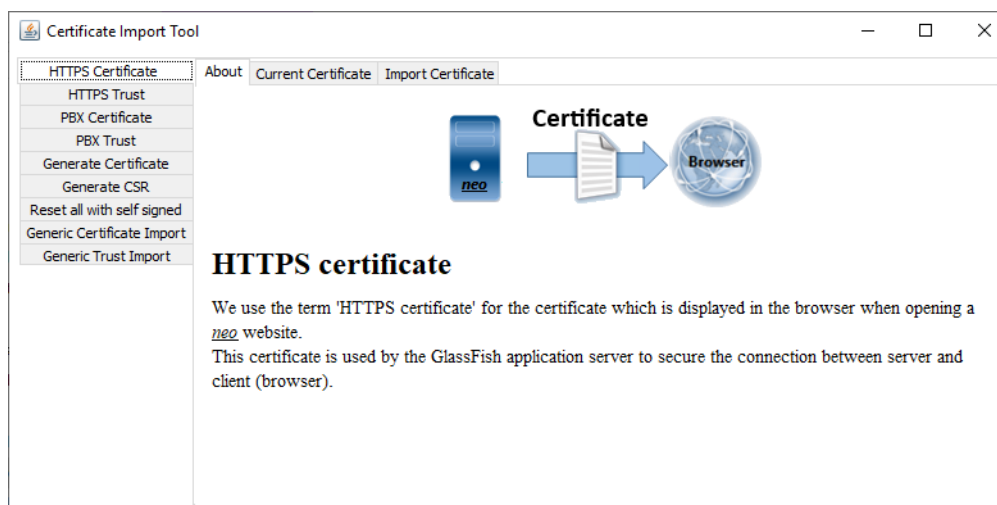 Certificate Import Tool
HTTPS Certificate
HTTPS Trust
PBX Certificate
PBX Trust
Generate Certificate
Generate CSR
Reset all with self signed
Generic Certificate Import
Generic Trust Import
About Current Certificate Import Certificate
Certificate
neo
Browser
HTTPS certificate
We use the term 'HTTPS certificate' for the certificate which is displayed in the browser when opening a
neo website.
This certificate is used by the GlassFish application server to secure the connection between server and
client (browser).